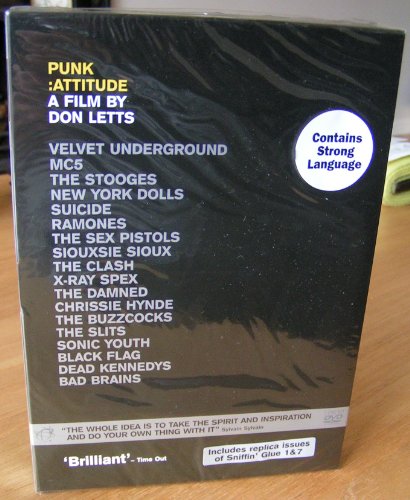 PUNK
:ATTITUDE
A FILM BY
DON LETTS
Contains
Strong
Language
VELVET UNDERGROUND
MC5
THE STOOGES
NEW YORK DOLLS
SUICIDE
RAMONES
THE SEX PISTOLS
SIOUXSIE SIOUX
THE CLASH
X-RAY SPEX
THE DAMNED
CHRISSIE HYNDE
THE BUZZCOCKS
THE SLITS
SONIC YOUTH
BLACK FLAG
DEAD KENNEDYS
BAD BRAINS
"THE WHOLE IDEA IS TO TAKE THE SPIRIT AND INSPIRATION
AND DO YOUR OWN THING WITH IT" Sylvain Sylvain
DVD
'Brilliant' - Time Out
Includes replica issues
of Sniffin' Glue 1&7